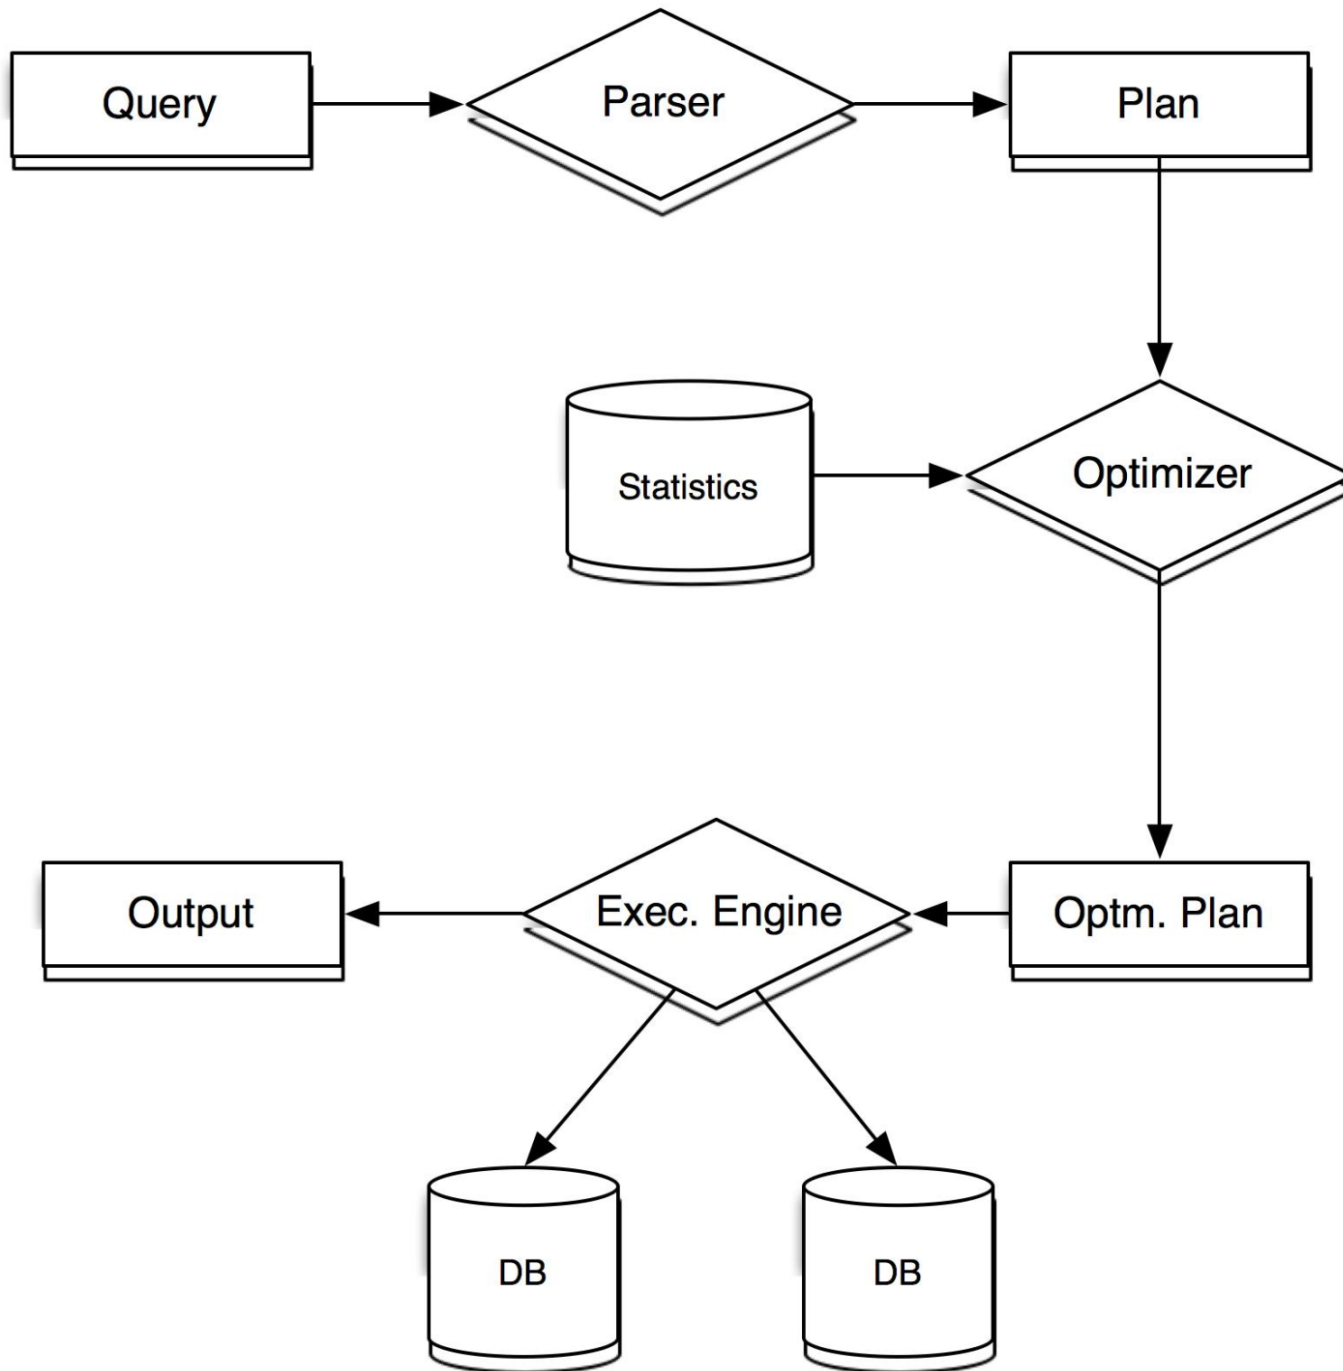 Query
Parser
Plan
Statistics
Optimizer
Output
Exec. Engine
Optm. Plan
DB
DB